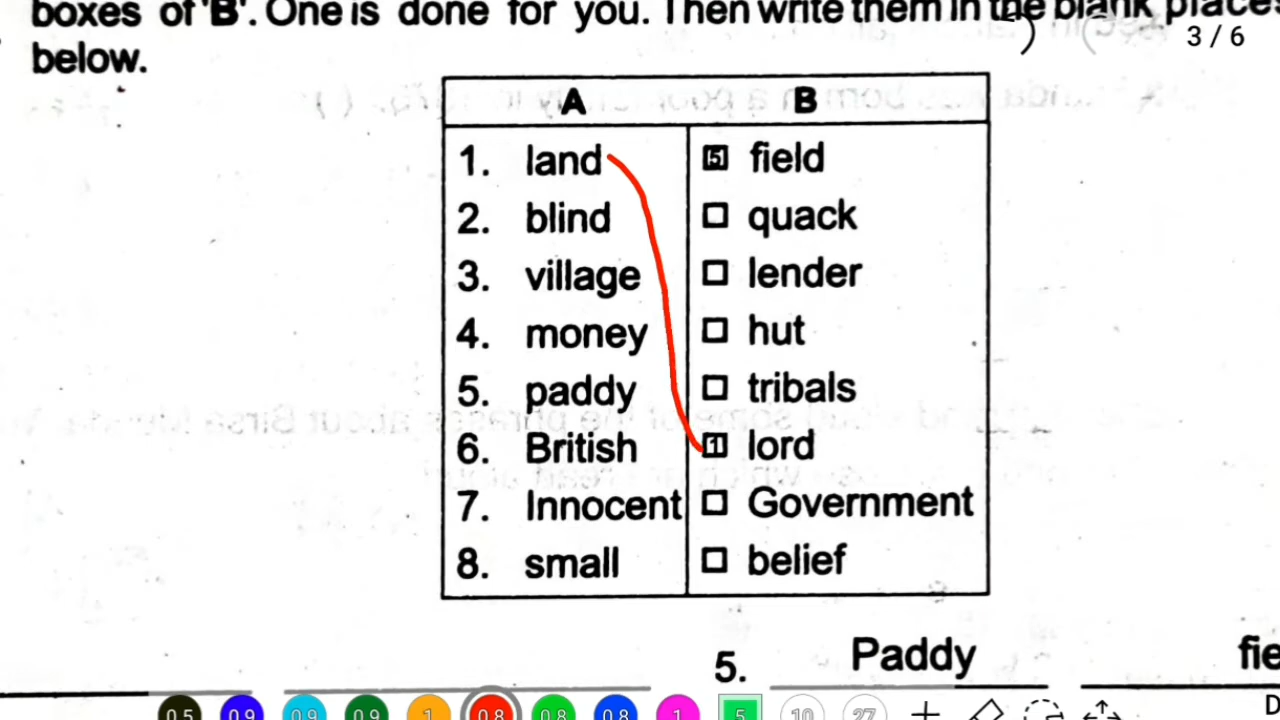 boxes of 'B'. One is done for you. Then write them in the blank places
below.
3 / 6
A B
1. land [5] field
2. blind □ quack
3. village □ lender
4. money □ hut
5. paddy □ tribals
6. British [1] lord
7. Innocent □ Government
8. small □ belief
5. Paddy fie
0.5 0.9 0.9 0.9 1 0.8 0.8 0.8 1 5 10 27